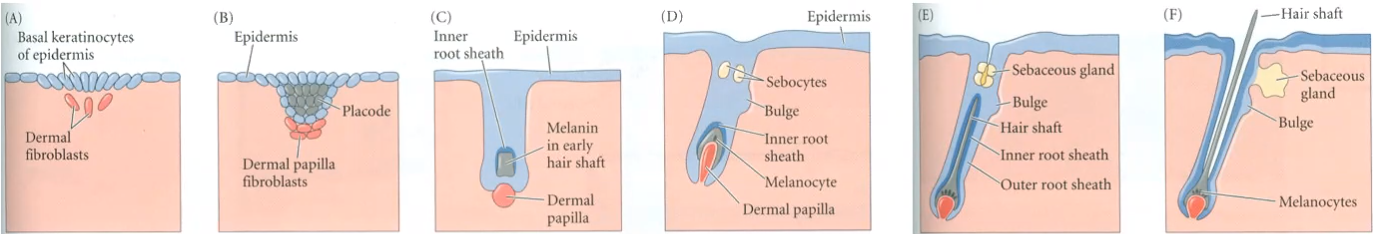 (A)
Basal keratinocytes
of epidermis
Dermal
fibroblasts
(B)
Epidermis
Placode
Dermal papilla
fibroblasts
(C)
Inner
root sheath
Epidermis
Melanin
in early
hair shaft
Dermal
papilla
(D)
Epidermis
Sebocytes
Bulge
Inner root
sheath
Melanocyte
Dermal papilla
(E)
Sebaceous gland
Bulge
Hair shaft
Inner root sheath
Outer root sheath
(F)
Hair shaft
Sebaceous
gland
Bulge
Melanocytes